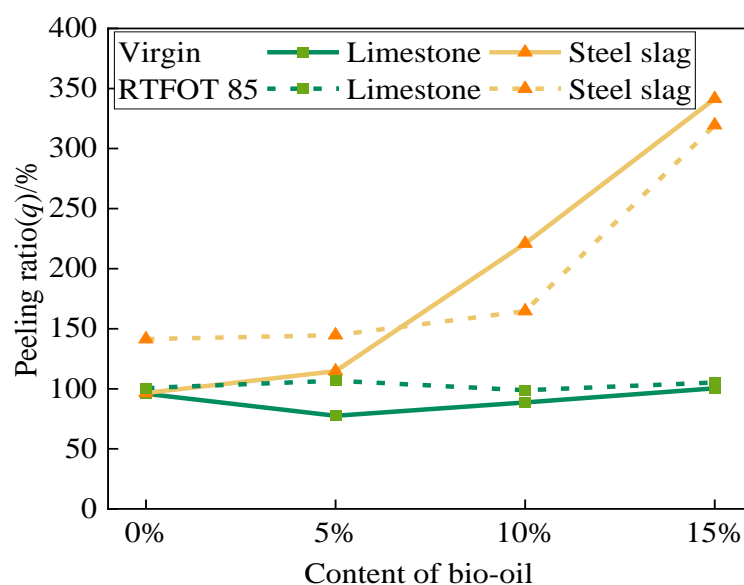 400
350
300
250
200
150
100
50
0
Peeling ratio(q)/%
Virgin Limestone Steel slag
RTFOT 85 Limestone Steel slag
0% 5% 10% 15%
Content of bio-oil